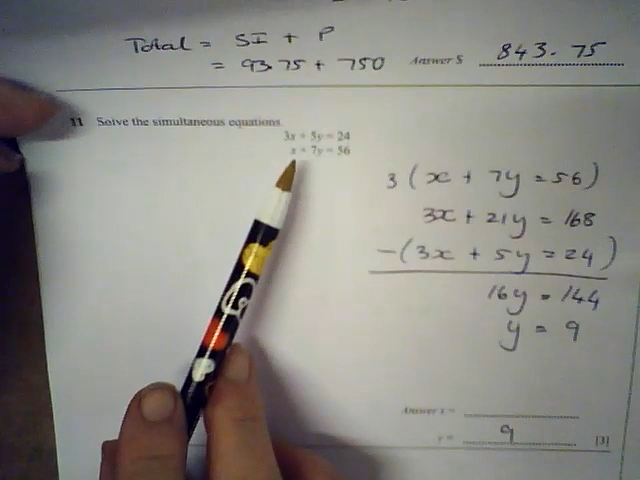 Total = SI + P
= 93.75 + 750 Answer $ 843.75
11 Solve the simultaneous equations.
3x + 5y = 24
x + 7y = 56
3(x + 7y = 56)
3x + 21y = 168
-(3x + 5y = 24)
16y = 144
y = 9
Answer x =
y = 9 [3]